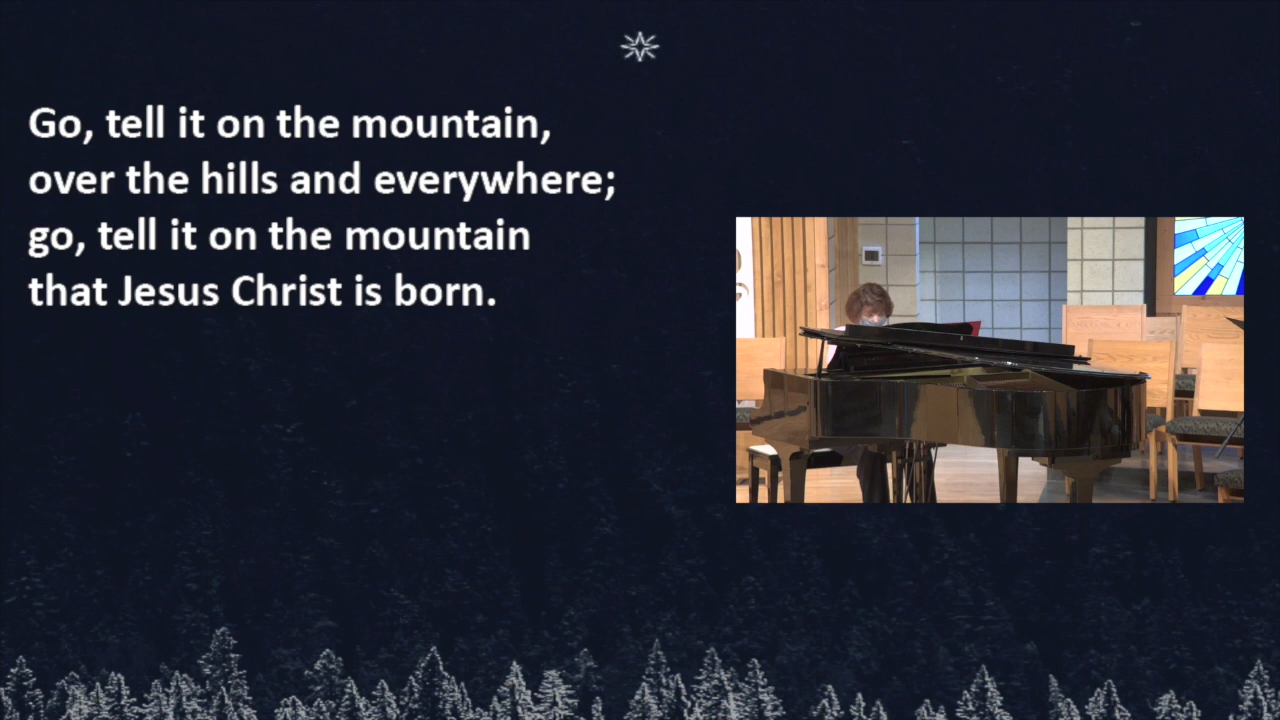 Go, tell it on the mountain,
over the hills and everywhere;
go, tell it on the mountain
that Jesus Christ is born.